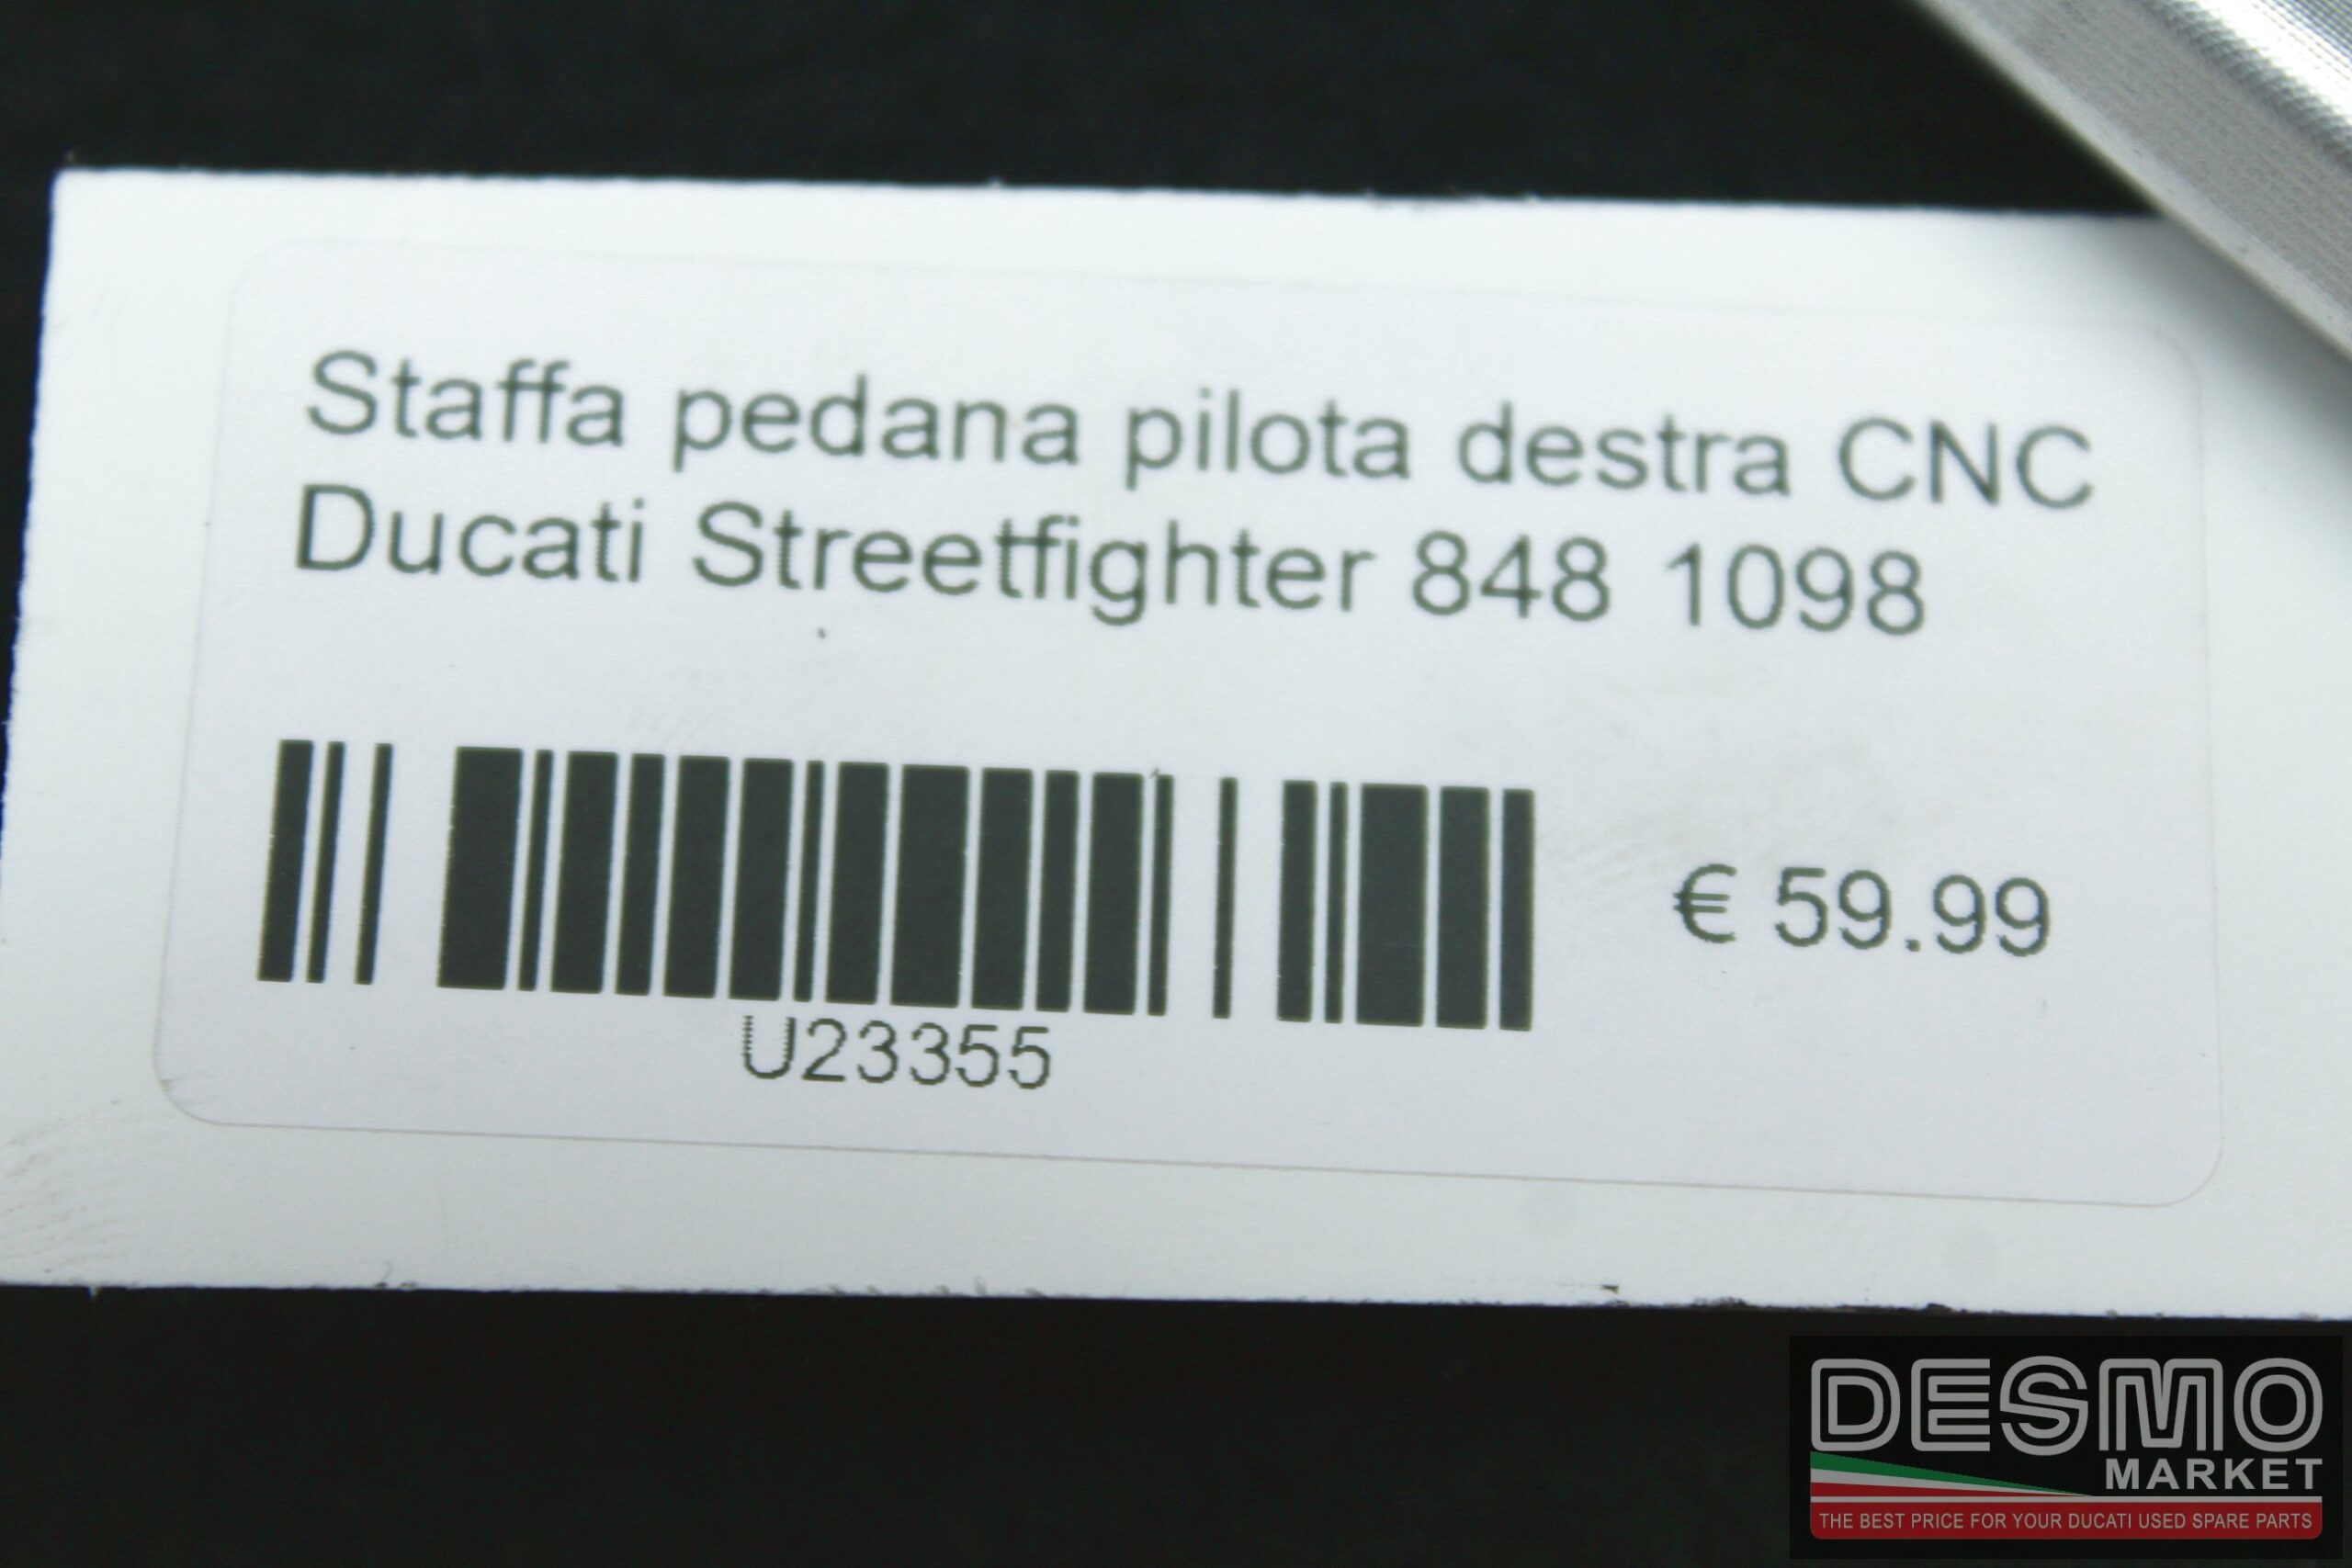 Staffa pedana pilota destra CNC
Ducati Streetfighter 848 1098
€ 59.99
U23355
DESMO
MARKET
THE BEST PRICE FOR YOUR DUCATI USED SPARE PARTS